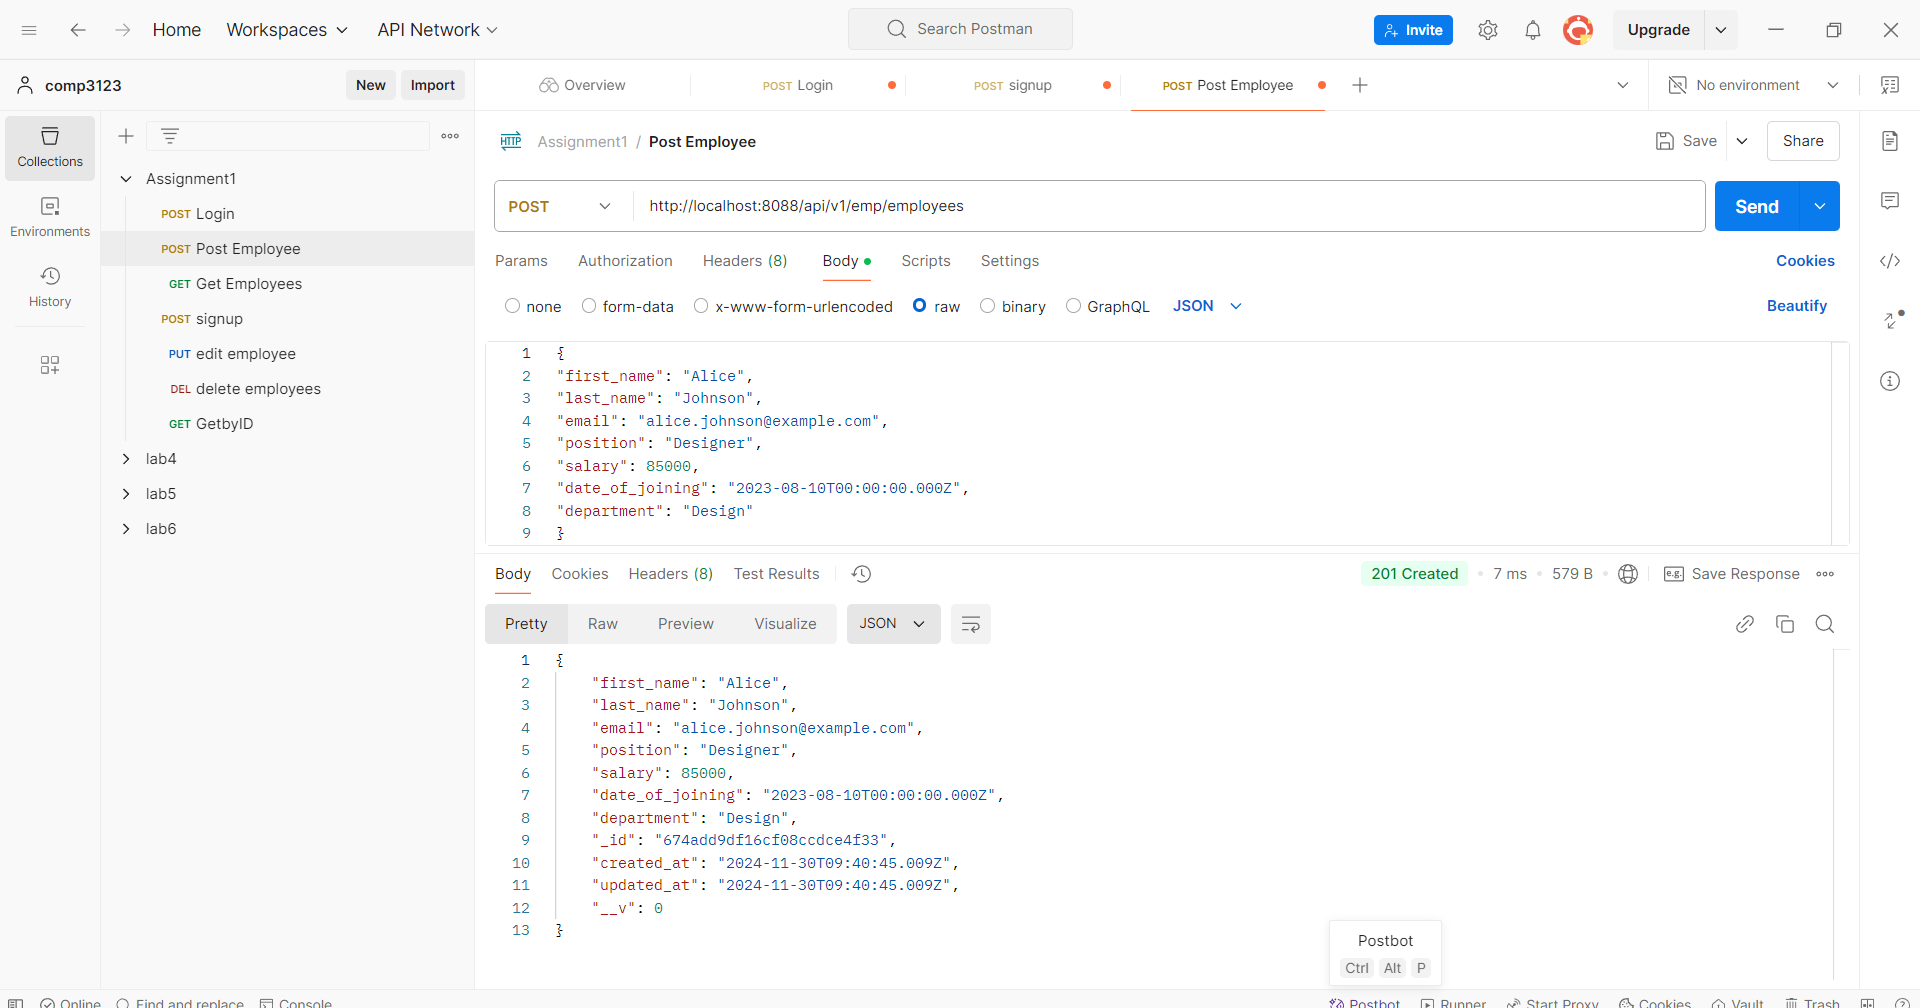 Home Workspaces API Network Search Postman Invite Upgrade
comp3123 New Import Overview POST Login POST signup POST Post Employee No environment
Collections
Environments
History
Assignment1
POST Login
POST Post Employee
GET Get Employees
POST signup
PUT edit employee
DEL delete employees
GET GetbyID
lab4
lab5
lab6
HTTP Assignment1 / Post Employee Save Share
POST http://localhost:8088/api/v1/emp/employees Send
Params Authorization Headers (8) Body Scripts Settings Cookies
none form-data x-www-form-urlencoded raw binary GraphQL JSON Beautify
1 {
2 "first_name": "Alice",
3 "last_name": "Johnson",
4 "email": "alice.johnson@example.com",
5 "position": "Designer",
6 "salary": 85000,
7 "date_of_joining": "2023-08-10T00:00:00.000Z",
8 "department": "Design"
9 }
Body Cookies Headers (8) Test Results 201 Created 7 ms 579 B e.g. Save Response
Pretty Raw Preview Visualize JSON
1 {
2 "first_name": "Alice",
3 "last_name": "Johnson",
4 "email": "alice.johnson@example.com",
5 "position": "Designer",
6 "salary": 85000,
7 "date_of_joining": "2023-08-10T00:00:00.000Z",
8 "department": "Design",
9 "_id": "674add9df16cf08ccdce4f33",
10 "created_at": "2024-11-30T09:40:45.009Z",
11 "updated_at": "2024-11-30T09:40:45.009Z",
12 "__v": 0
13 }
Postbot
Ctrl Alt P
Online Find and replace Console Postbot Runner Start Proxy Cookies Vault Trash